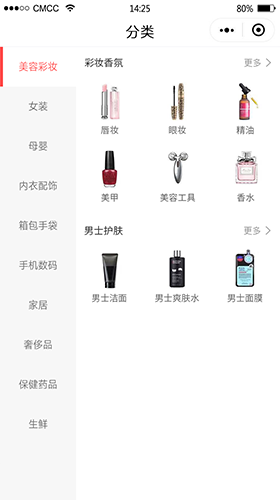 CMCC
14:25
80%
分类
美容彩妆
女装
母婴
内衣配饰
箱包手袋
手机数码
家居
奢侈品
保健药品
生鲜
彩妆香氛
更多
唇妆
眼妆
精油
美甲
美容工具
香水
男士护肤
更多
男士洁面
男士爽肤水
男士面膜